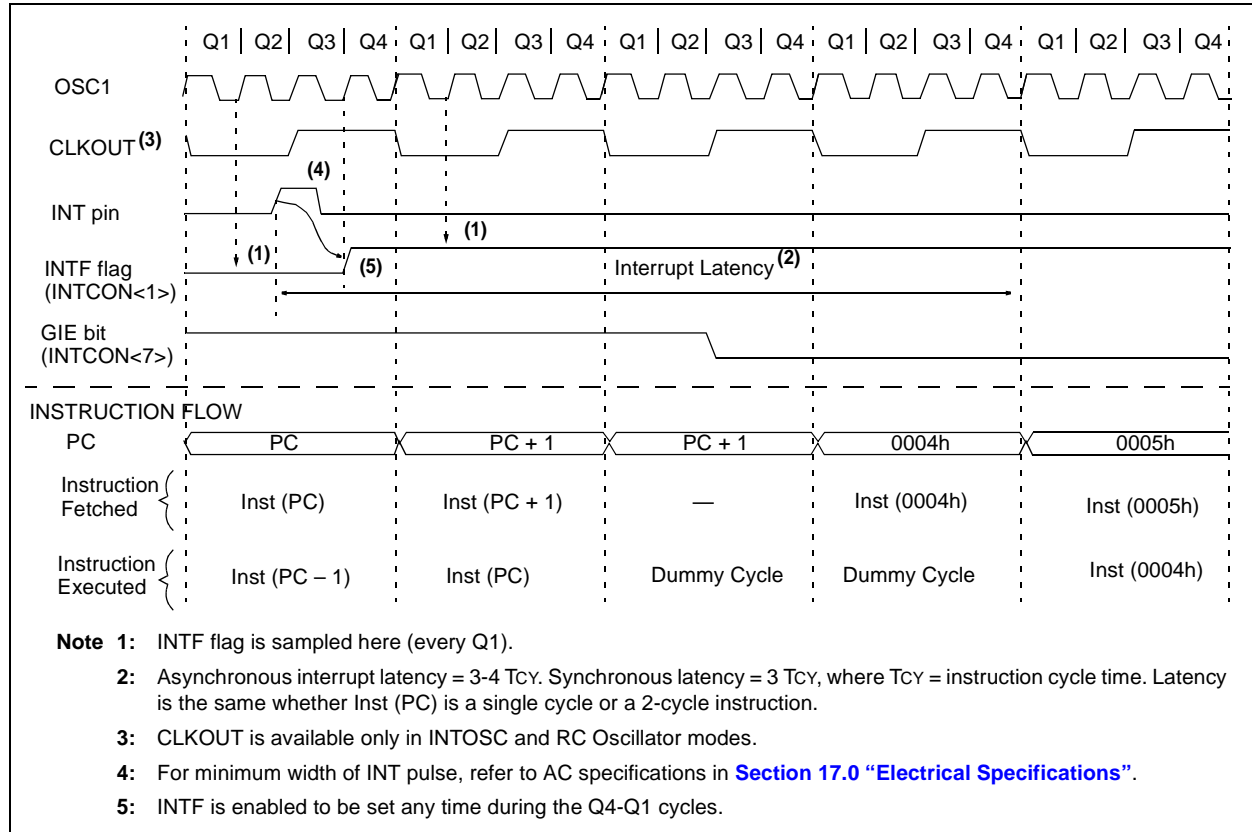 Q1 Q2 Q3 Q4 Q1 Q2 Q3 Q4 Q1 Q2 Q3 Q4 Q1 Q2 Q3 Q4 Q1 Q2 Q3 Q4
OSC1
CLKOUT(3)
(4)
INT pin
(1) (1)
INTF flag (5) Interrupt Latency(2)
(INTCON<1>)
GIE bit
(INTCON<7>)
INSTRUCTION FLOW
PC PC PC + 1 PC + 1 0004h 0005h
Instruction
Fetched Inst (PC) Inst (PC + 1) — Inst (0004h) Inst (0005h)
Instruction
Executed Inst (PC – 1) Inst (PC) Dummy Cycle Dummy Cycle Inst (0004h)
Note 1: INTF flag is sampled here (every Q1).
2: Asynchronous interrupt latency = 3-4 TCY. Synchronous latency = 3 TCY, where TCY = instruction cycle time. Latency
is the same whether Inst (PC) is a single cycle or a 2-cycle instruction.
3: CLKOUT is available only in INTOSC and RC Oscillator modes.
4: For minimum width of INT pulse, refer to AC specifications in Section 17.0 “Electrical Specifications”.
5: INTF is enabled to be set any time during the Q4-Q1 cycles.